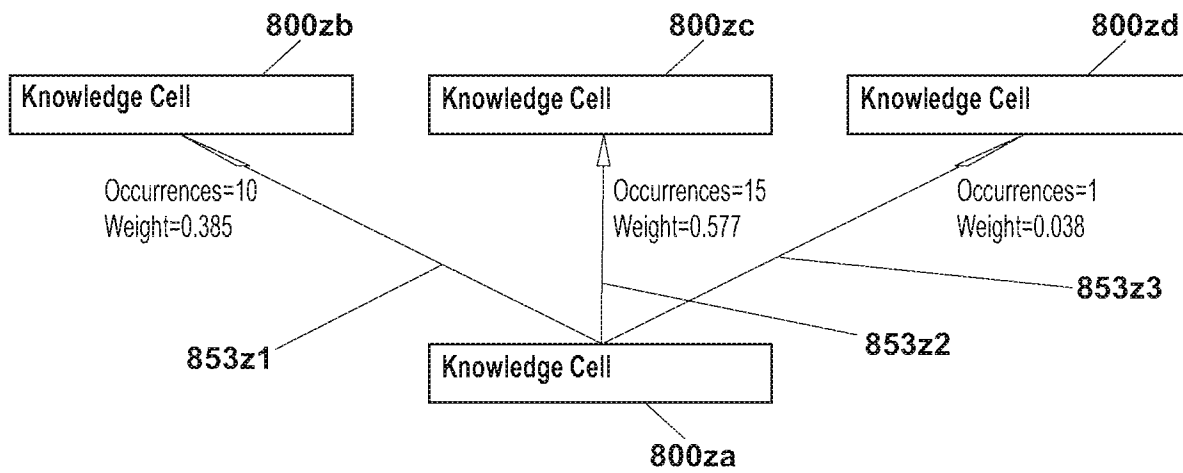 800zb
800zc
800zd
Knowledge Cell
Knowledge Cell
Knowledge Cell
Occurrences=10
Weight=0.385
Occurrences=15
Weight=0.577
Occurrences=1
Weight=0.038
853z3
853z2
853z1
Knowledge Cell
800za